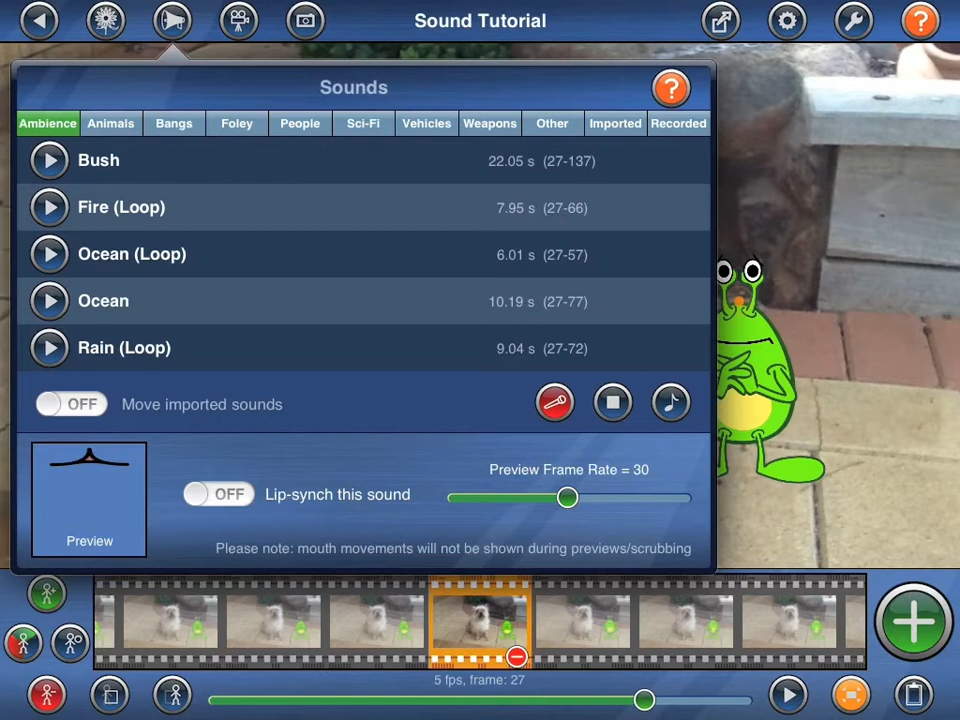 Sound Tutorial
?
Sounds
?
Ambience Animals Bangs Foley People Sci-Fi Vehicles Weapons Other Imported Recorded
Bush 22.05 s (27-137)
Fire (Loop) 7.95 s (27-66)
Ocean (Loop) 6.01 s (27-57)
Ocean 10.19 s (27-77)
Rain (Loop) 9.04 s (27-72)
OFF Move imported sounds
Preview Frame Rate = 30
OFF Lip-synch this sound
Preview
Please note: mouth movements will not be shown during previews/scrubbing
5 fps, frame: 27